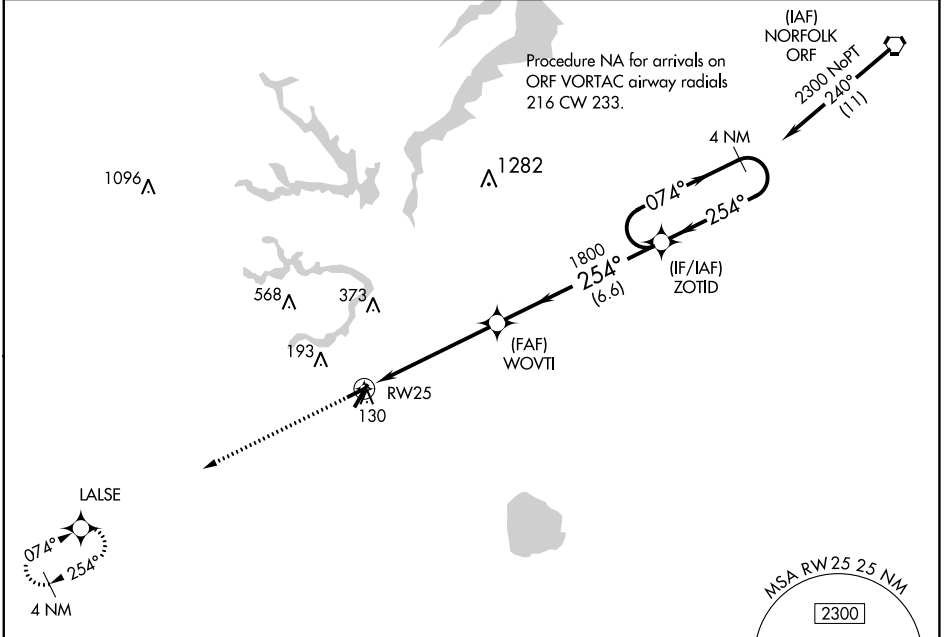 (IAF)
NORFOLK
ORF
Procedure NA for arrivals on
ORF VORTAC airway radials
216 CW 233.
2300 NoPT
240°
(11)
4 NM
1096
1282
074°
254°
1800
254°
(6.6)
(IF/IAF)
ZOTID
568
373
(FAF)
WOVTI
193
RW25
130
LALSE
074°
254°
4 NM
MSA RW25 25 NM
2300